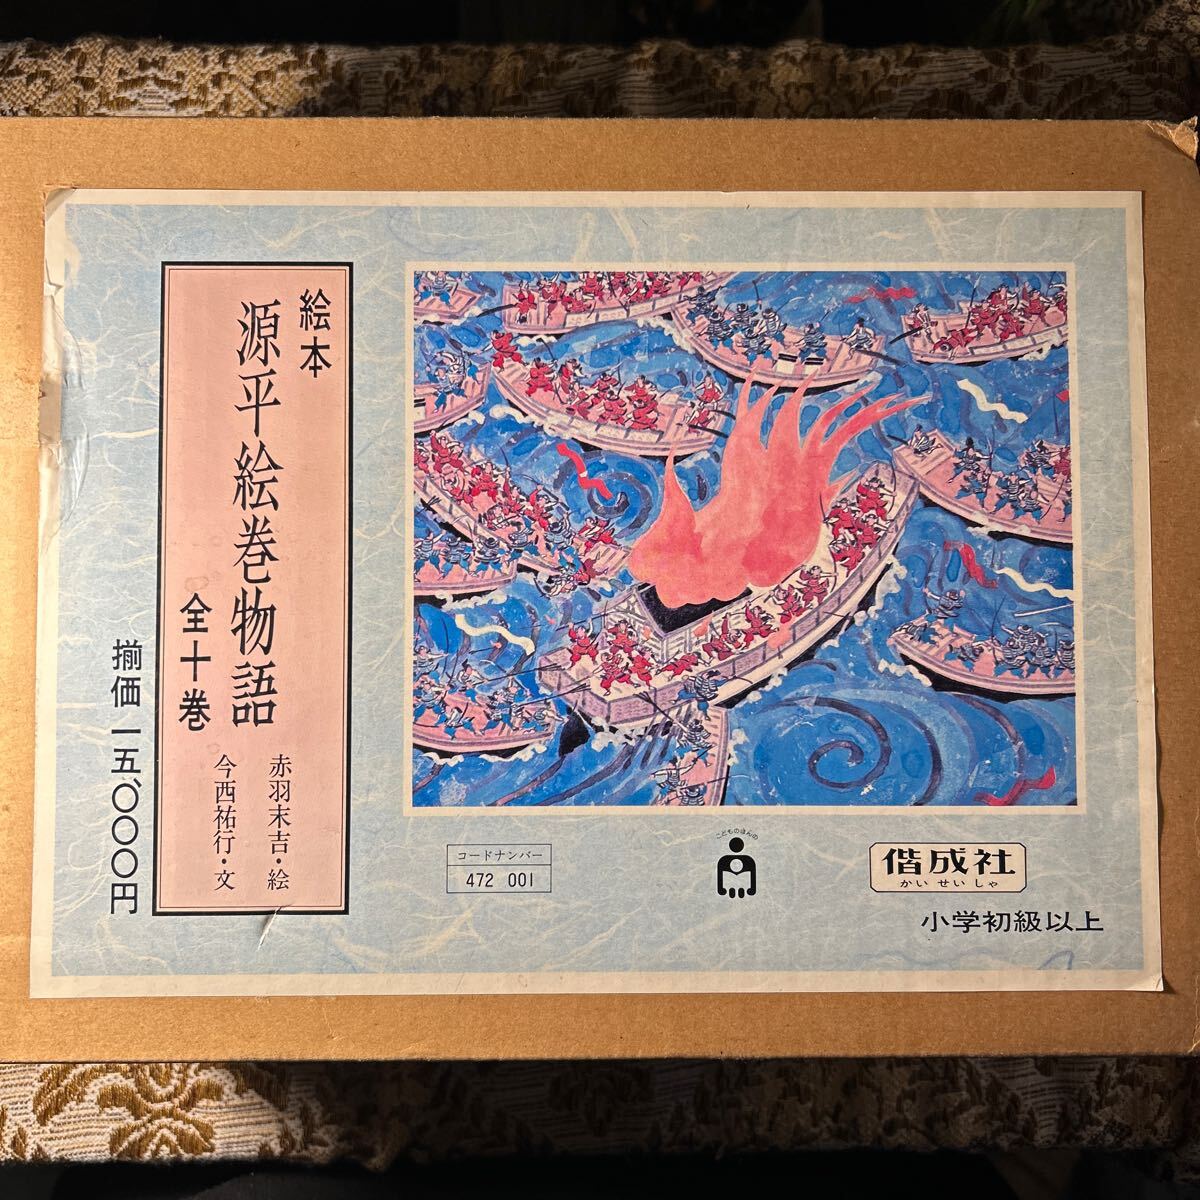 絵本
源平絵巻物語
全十巻
赤羽末吉・絵
今西祐行・文
揃価 一五、〇〇〇円
コードナンバー
472 001
こどものほんの
偕成社
かいせいしゃ
小学初級以上